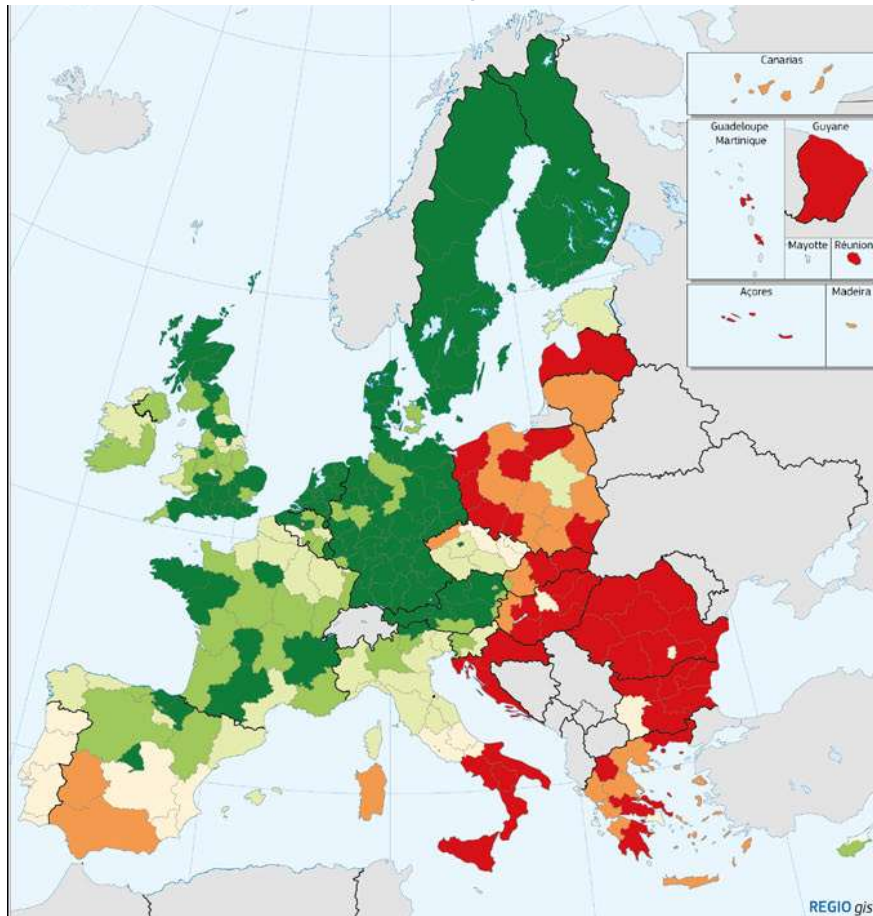 Canarias
Guadeloupe
Martinique
Guyane
Mayotte
Réunion
Açores
Madeira
REGIO gis